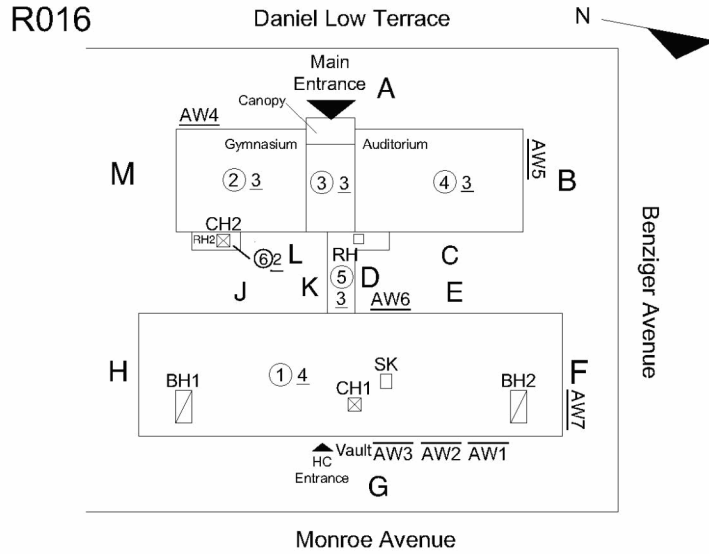 R016
Daniel Low Terrace
N
Main
Entrance
A
Canopy
AW4
Gymnasium
Auditorium
AW5
M
2 3
3 3
4 3
B
CH2
RH2
6 2
L
RH
C
J
K
5
D
3
AW6
E
Benziger Avenue
H
1 4
SK
F
BH1
CH1
BH2
AW7
HC
Entrance
Vault
AW3
AW2
AW1
G
Monroe Avenue